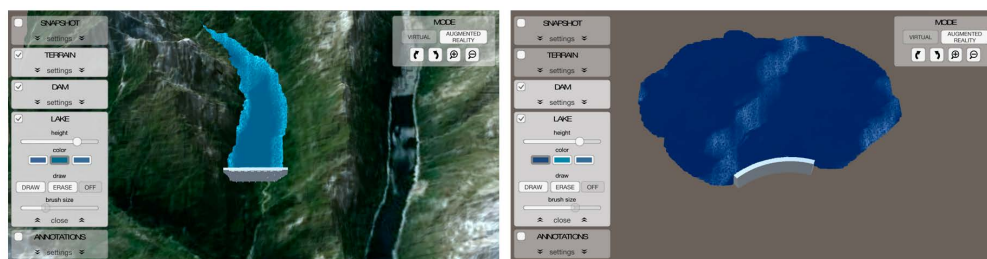 SNAPSHOT
settings
TERRAIN
settings
DAM
settings
LAKE
height
color
draw
DRAW ERASE OFF
brush size
close
ANNOTATIONS
settings
MODE
VIRTUAL AUGMENTED
REALITY
SNAPSHOT
settings
TERRAIN
settings
DAM
settings
LAKE
height
color
draw
DRAW ERASE OFF
brush size
close
ANNOTATIONS
settings
MODE
VIRTUAL AUGMENTED
REALITY